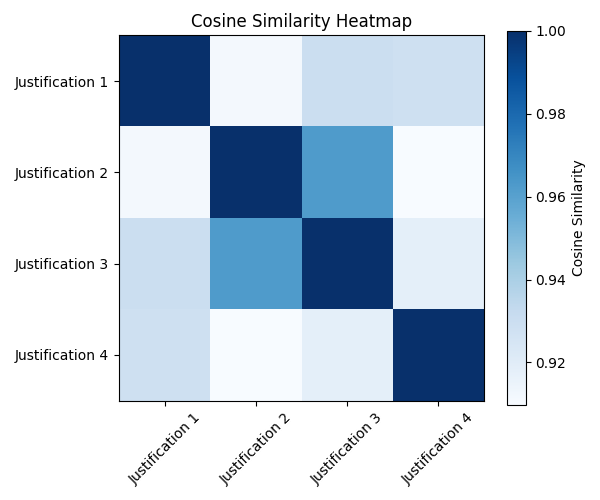 Cosine Similarity Heatmap
Justification 1
Justification 2
Justification 3
Justification 4
Justification 1
Justification 2
Justification 3
Justification 4
1.00
0.98
0.96
0.94
0.92
Cosine Similarity